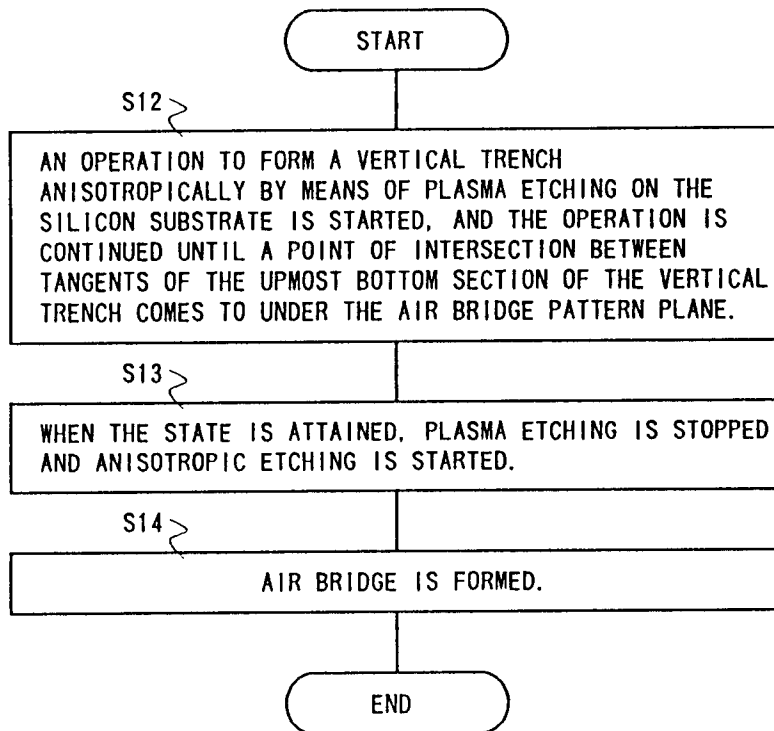 START
S12
AN OPERATION TO FORM A VERTICAL TRENCH
ANISOTROPICALLY BY MEANS OF PLASMA ETCHING ON THE
SILICON SUBSTRATE IS STARTED, AND THE OPERATION IS
CONTINUED UNTIL A POINT OF INTERSECTION BETWEEN
TANGENTS OF THE UPMOST BOTTOM SECTION OF THE VERTICAL
TRENCH COMES TO UNDER THE AIR BRIDGE PATTERN PLANE.
S13
WHEN THE STATE IS ATTAINED, PLASMA ETCHING IS STOPPED
AND ANISOTROPIC ETCHING IS STARTED.
S14
AIR BRIDGE IS FORMED.
END